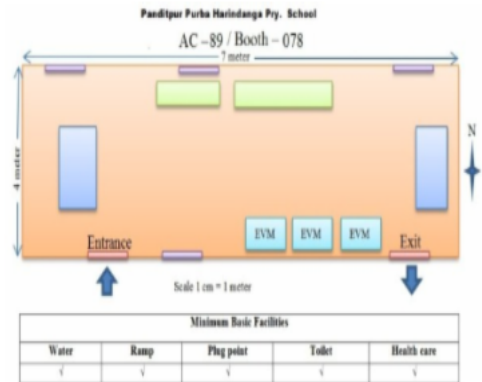 Panditpur Purba Harindanga Pry. School
AC – 89 / Booth – 078
7 meter
4 meter
N
EVM EVM EVM
Entrance Exit
Scale 1 cm = 1 meter
Minimum Basic Facilities
Water Ramp Plug point Toilet Health care
√ √ √ √ √